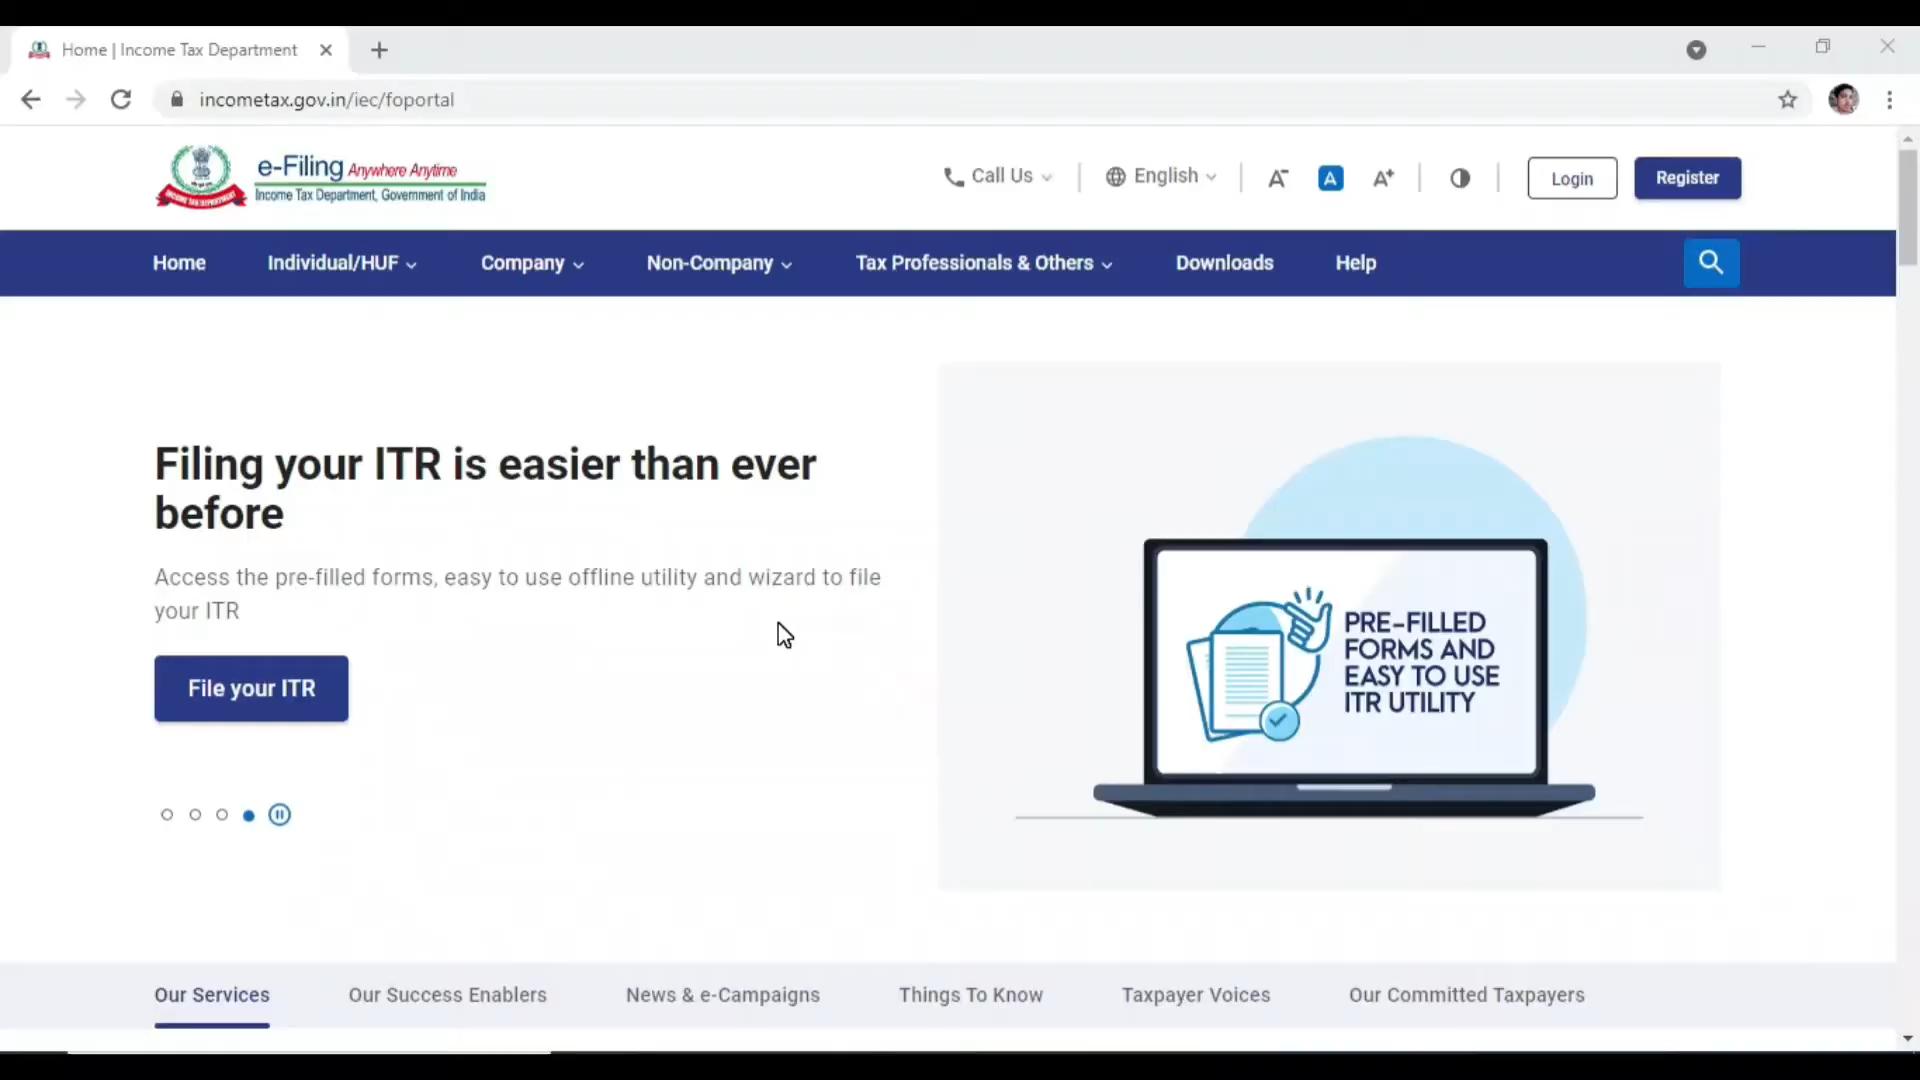 Home | Income Tax Department
incometax.gov.in/iec/foportal
e-Filing Anywhere Anytime
Income Tax Department, Government of India
INCOME TAX DEPARTMENT
Call Us
English
A-
A
A+
Login
Register
Home
Individual/HUF
Company
Non-Company
Tax Professionals & Others
Downloads
Help
Filing your ITR is easier than ever
before
Access the pre-filled forms, easy to use offline utility and wizard to file
your ITR
File your ITR
PRE-FILLED
FORMS AND
EASY TO USE
ITR UTILITY
Our Services
Our Success Enablers
News & e-Campaigns
Things To Know
Taxpayer Voices
Our Committed Taxpayers